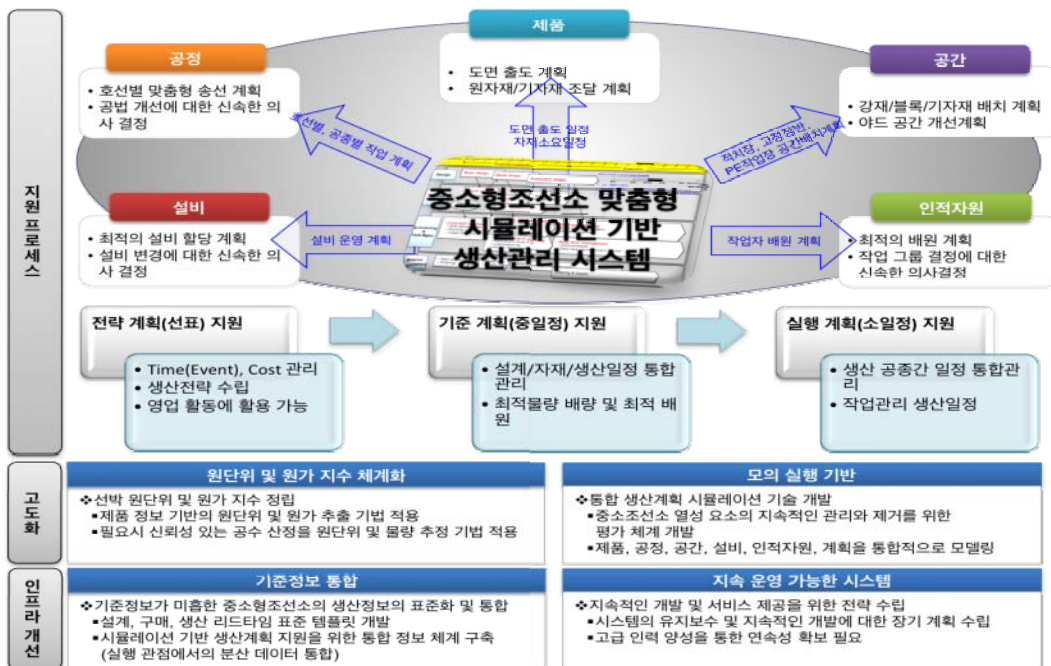 지원 프로세스
제품
• 도면 출도 계획
• 원자재/기자재 조달 계획
공정
• 호선별 맞춤형 송선 계획
• 공법 개선에 대한 신속한 의
사 결정
공간
• 강재/블록/기자재 배치 계획
• 야드 공간 개선계획
호선별, 공종별 작업 계획
도면 출도 일정
자재소요일정
적치장, 고정정반,
PE작업장 공간배치계획
중소형조선소 맞춤형
시뮬레이션 기반
생산관리 시스템
설비
• 최적의 설비 할당 계획
• 설비 변경에 대한 신속한 의
사 결정
설비 운영 계획
작업자 배원 계획
인적자원
• 최적의 배원 계획
• 작업 그룹 결정에 대한
신속한 의사결정
전략 계획(선표) 지원
• Time(Event), Cost 관리
• 생산전략 수립
• 영업 활동에 활용 가능
기준 계획(중일정) 지원
• 설계/자재/생산일정 통합
관리
• 최적물량 배량 및 최적 배
원
실행 계획(소일정) 지원
• 생산 공종간 일정 통합관
리
• 작업관리 생산일정
고도화
원단위 및 원가 지수 체계화
❖선박 원단위 및 원가 지수 정립
▪제품 정보 기반의 원단위 및 원가 추출 기법 적용
▪필요시 신뢰성 있는 공수 산정을 원단위 및 물량 추정 기법 적용
모의 실행 기반
❖통합 생산계획 시뮬레이션 기술 개발
▪중소조선소 열성 요소의 지속적인 관리와 제거를 위한
평가 체계 개발
▪제품, 공정, 공간, 설비, 인적자원, 계획을 통합적으로 모델링
인프라 개선
기준정보 통합
❖기준정보가 미흡한 중소형조선소의 생산정보의 표준화 및 통합
▪설계, 구매, 생산 리드타임 표준 템플릿 개발
▪시뮬레이션 기반 생산계획 지원을 위한 통합 정보 체계 구축
(실행 관점에서의 분산 데이터 통합)
지속 운영 가능한 시스템
❖지속적인 개발 및 서비스 제공을 위한 전략 수립
▪시스템의 유지보수 및 지속적인 개발에 대한 장기 계획 수립
▪고급 인력 양성을 통한 연속성 확보 필요